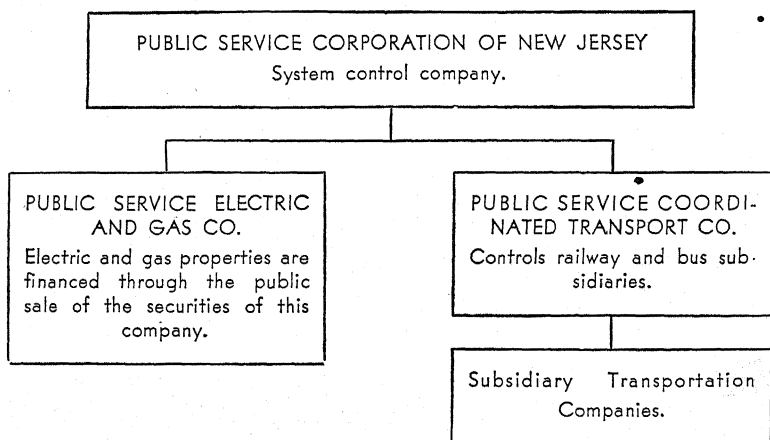 PUBLIC SERVICE CORPORATION OF NEW JERSEY
System control company.
PUBLIC SERVICE ELECTRIC
AND GAS CO.
Electric and gas properties are
financed through the public
sale of the securities of this
company.
PUBLIC SERVICE COORDI-
NATED TRANSPORT CO.
Controls railway and bus sub-
sidiaries.
Subsidiary Transportation
Companies.